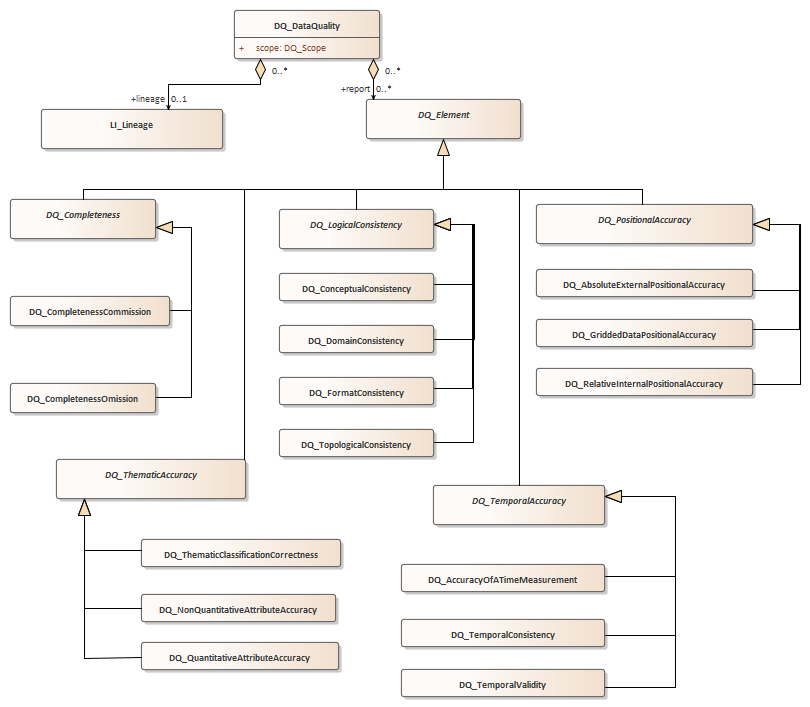 DQ_DataQuality
+ scope: DQ_Scope
0..*
0..*
+lineage 0..1
+report 0..*
LI_Lineage
DQ_Element
DQ_Completeness
DQ_LogicalConsistency
DQ_PositionalAccuracy
DQ_ConceptualConsistency
DQ_AbsoluteExternalPositionalAccuracy
DQ_CompletenessCommission
DQ_DomainConsistency
DQ_GriddedDataPositionalAccuracy
DQ_CompletenessOmission
DQ_FormatConsistency
DQ_RelativeInternalPositionalAccuracy
DQ_TopologicalConsistency
DQ_ThematicAccuracy
DQ_TemporalAccuracy
DQ_ThematicClassificationCorrectness
DQ_AccuracyOfATimeMeasurement
DQ_NonQuantitativeAttributeAccuracy
DQ_TemporalConsistency
DQ_QuantitativeAttributeAccuracy
DQ_TemporalValidity